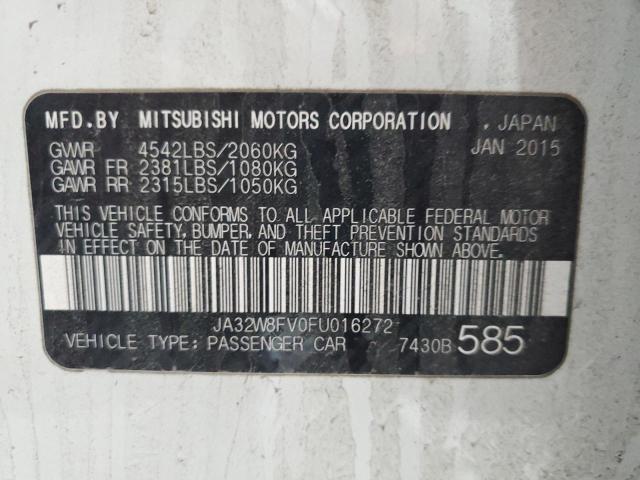 MFD.BY MITSUBISHI MOTORS CORPORATION . JAPAN
GVWR 4542LBS/2060KG JAN 2015
GAWR FR 2381LBS/1080KG
GAWR RR 2315LBS/1050KG
THIS VEHICLE CONFORMS TO ALL APPLICABLE FEDERAL MOTOR
VEHICLE SAFETY, BUMPER, AND THEFT PREVENTION STANDARDS
IN EFFECT ON THE DATE OF MANUFACTURE SHOWN ABOVE.
JA32W8FV0FU016272
VEHICLE TYPE: PASSENGER CAR 7430B 585